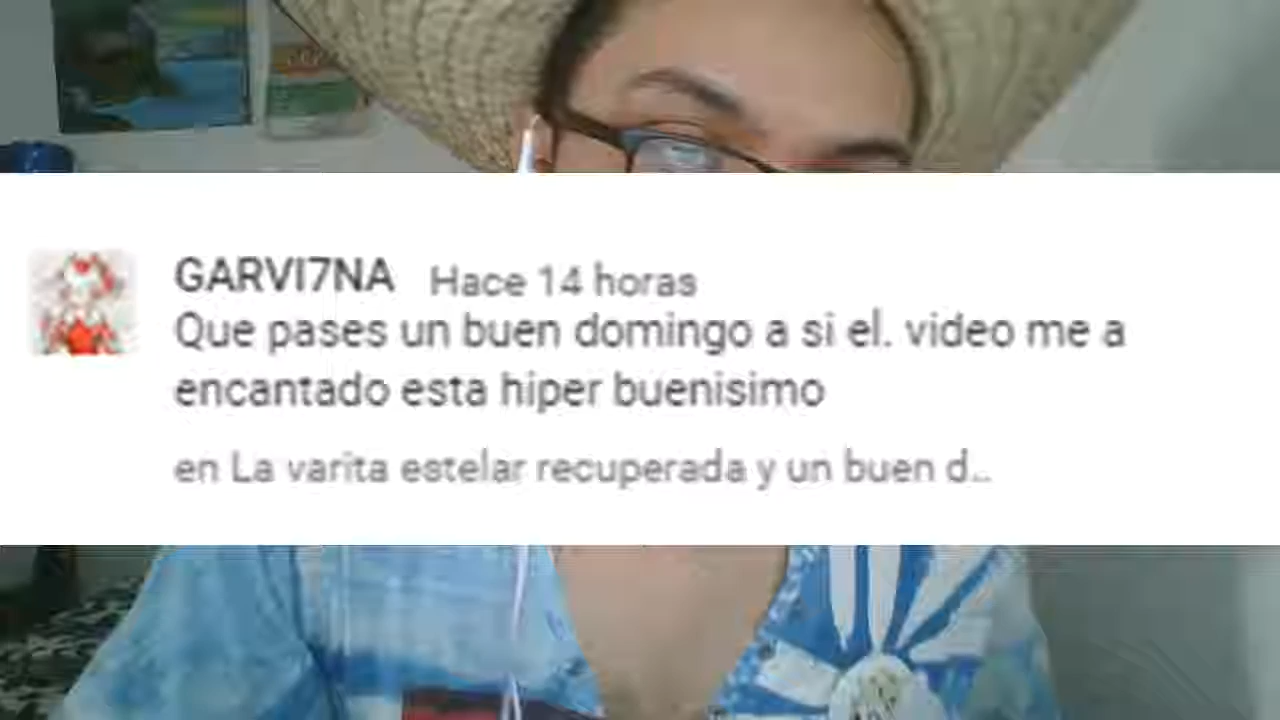 GARVI7NA Hace 14 horas
Que pases un buen domingo a si el. video me a
encantado esta hiper buenisimo
en La varita estelar recuperada y un buen d..